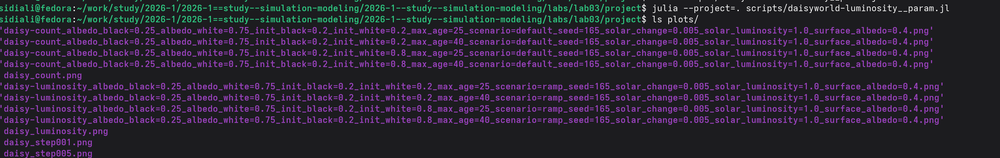 sidiali@fedora:~/work/study/2026-1/2026-1==study--simulation-modeling/2026-1--study--simulation-modeling/labs/lab03/project$ julia --project=. scripts/daisyworld-luminosity__param.jl
sidiali@fedora:~/work/study/2026-1/2026-1==study--simulation-modeling/2026-1--study--simulation-modeling/labs/lab03/project$ ls plots/
'daisy-count_albedo_black=0.25_albedo_white=0.75_init_black=0.2_init_white=0.2_max_age=25_scenario=default_seed=165_solar_change=0.005_solar_luminosity=1.0_surface_albedo=0.4.png'
'daisy-count_albedo_black=0.25_albedo_white=0.75_init_black=0.2_init_white=0.2_max_age=40_scenario=default_seed=165_solar_change=0.005_solar_luminosity=1.0_surface_albedo=0.4.png'
'daisy-count_albedo_black=0.25_albedo_white=0.75_init_black=0.2_init_white=0.8_max_age=25_scenario=default_seed=165_solar_change=0.005_solar_luminosity=1.0_surface_albedo=0.4.png'
'daisy-count_albedo_black=0.25_albedo_white=0.75_init_black=0.2_init_white=0.8_max_age=40_scenario=default_seed=165_solar_change=0.005_solar_luminosity=1.0_surface_albedo=0.4.png'
daisy_count.png
'daisy-luminosity_albedo_black=0.25_albedo_white=0.75_init_black=0.2_init_white=0.2_max_age=25_scenario=ramp_seed=165_solar_change=0.005_solar_luminosity=1.0_surface_albedo=0.4.png'
'daisy-luminosity_albedo_black=0.25_albedo_white=0.75_init_black=0.2_init_white=0.2_max_age=40_scenario=ramp_seed=165_solar_change=0.005_solar_luminosity=1.0_surface_albedo=0.4.png'
'daisy-luminosity_albedo_black=0.25_albedo_white=0.75_init_black=0.2_init_white=0.8_max_age=25_scenario=ramp_seed=165_solar_change=0.005_solar_luminosity=1.0_surface_albedo=0.4.png'
'daisy-luminosity_albedo_black=0.25_albedo_white=0.75_init_black=0.2_init_white=0.8_max_age=40_scenario=ramp_seed=165_solar_change=0.005_solar_luminosity=1.0_surface_albedo=0.4.png'
daisy_luminosity.png
daisy_step001.png
daisy_step005.png